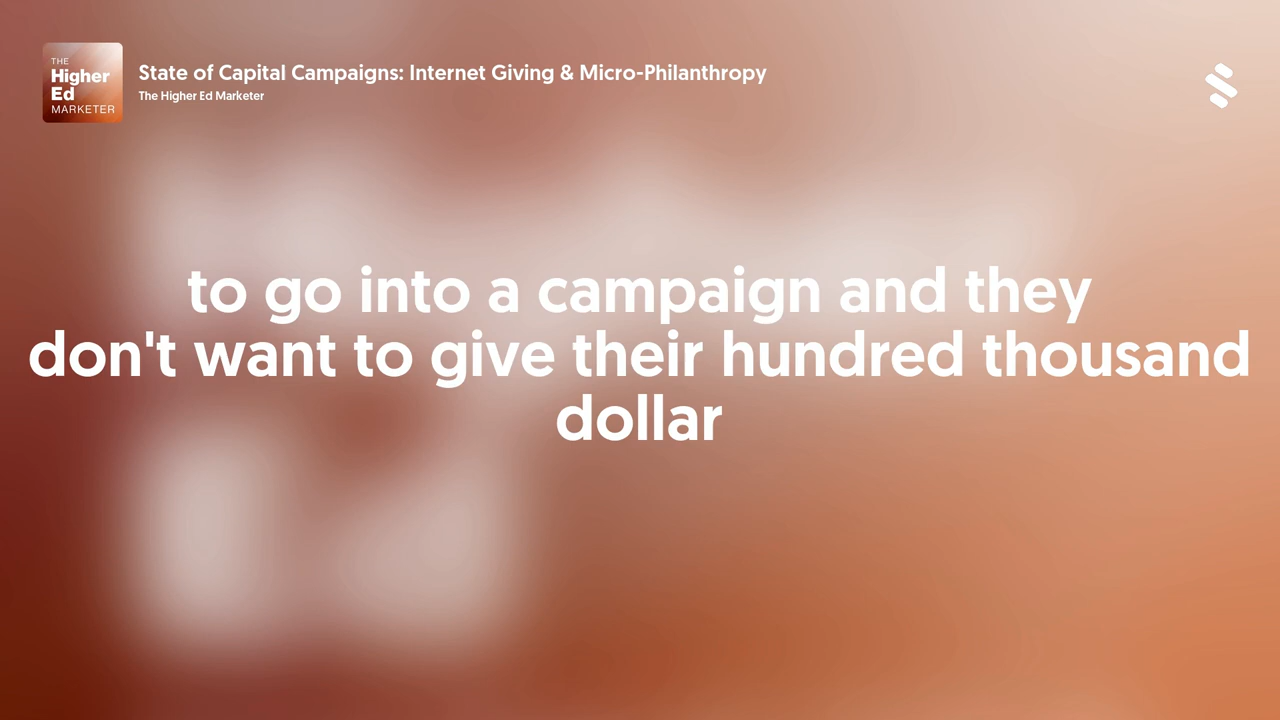 THE
Higher
Ed
MARKETER
State of Capital Campaigns: Internet Giving & Micro-Philanthropy
The Higher Ed Marketer
to go into a campaign and they
don't want to give their hundred thousand
dollar